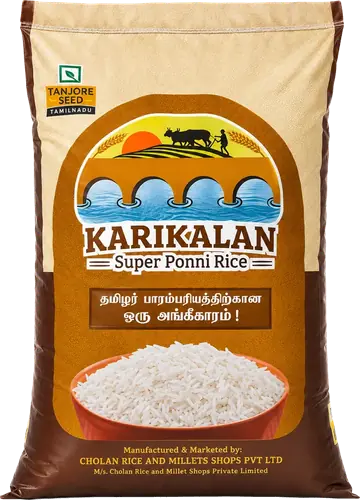 TANJORE
SEED
TAMILNADU
KARIKALAN
Super Ponni Rice
தமிழர் பாரம்பரியத்திற்கான
ஒரு அங்கீகாரம் !
Manufactured & Marketed by:
CHOLAN RICE AND MILLETS SHOPS PVT LTD
M/s. Cholan Rice and Millet Shops Private Limited